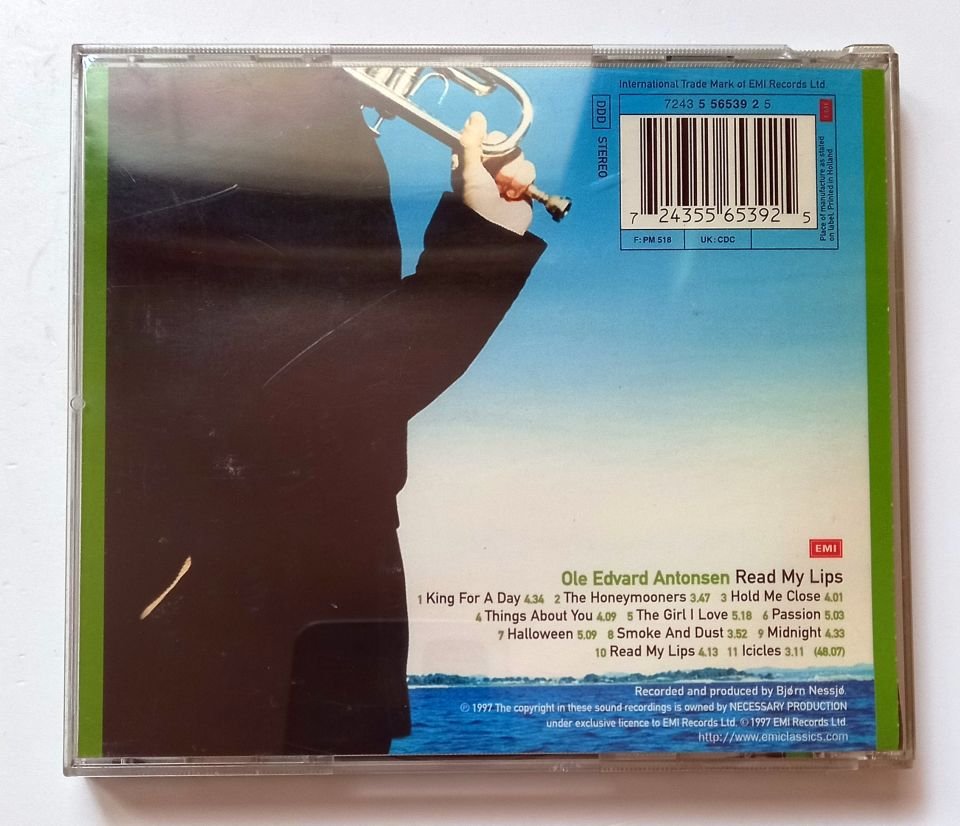 International Trade Mark of EMI Records Ltd.
7243 5 56539 2 5
EMI
DDD
STEREO
7 24355 65392 5
Place of manufacture as stated
on label. Printed in Holland
F: PM 518
UK: CDC
EMI
Ole Edvard Antonsen Read My Lips
1 King For A Day 4.34 2 The Honeymooners 3.47 3 Hold Me Close 4.01
4 Things About You 4.09 5 The Girl I Love 5.18 6 Passion 5.03
7 Halloween 5.09 8 Smoke And Dust 3.52 9 Midnight 4.33
10 Read My Lips 4.13 11 Icicles 3.11 (48.07)
Recorded and produced by Bjørn Nessjø
℗ 1997 The copyright in these sound recordings is owned by NECESSARY PRODUCTION
under exclusive licence to EMI Records Ltd. © 1997 EMI Records Ltd.
http://www.emiclassics.com